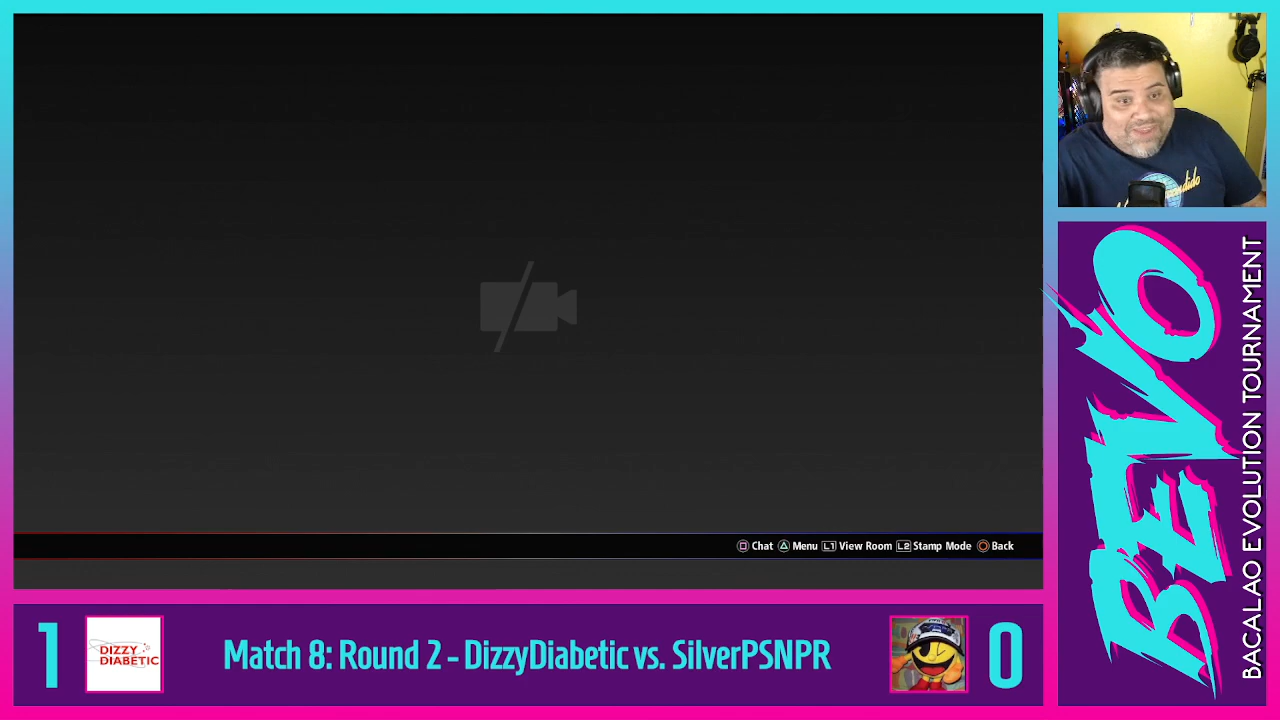 Chat Menu L1 View Room L2 Stamp Mode Back
1
DIZZY
DIABETIC
Match 8: Round 2 - DizzyDiabetic vs. SilverPSNPR
0
BEVO
BACALAO EVOLUTION TOURNAMENT